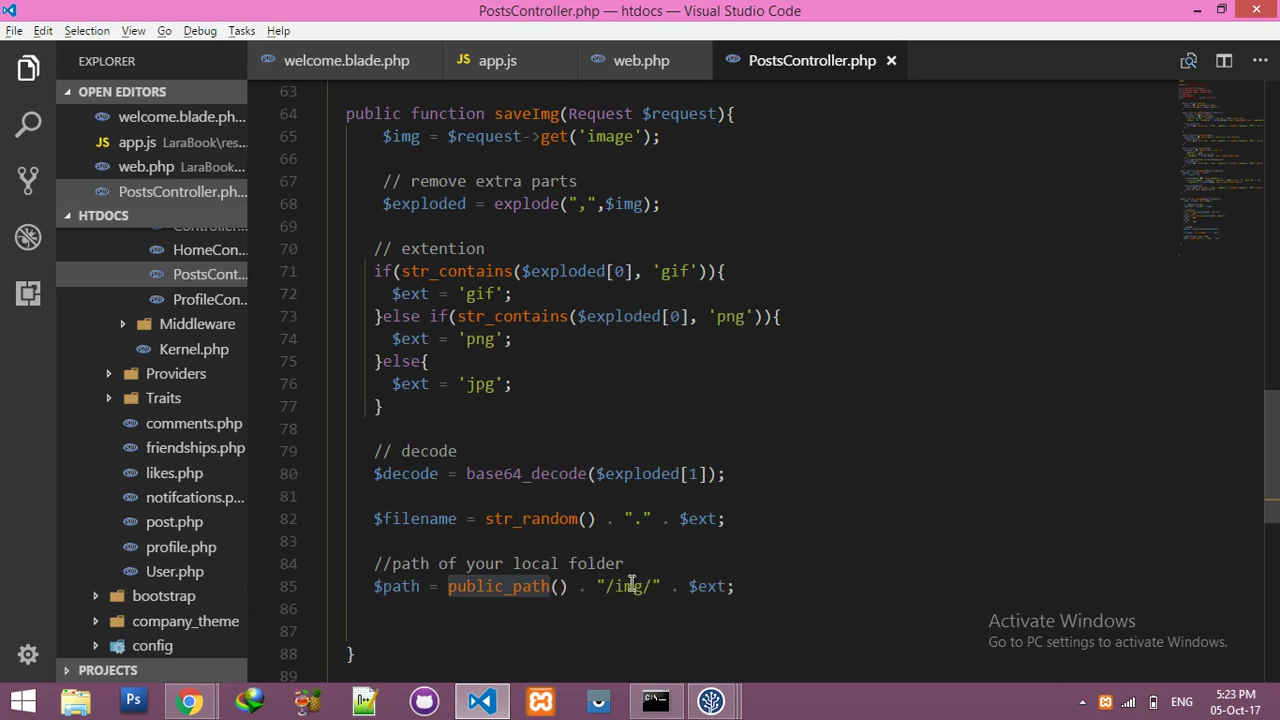 PostsController.php — htdocs — Visual Studio Code
File Edit Selection View Go Debug Tasks Help
EXPLORER
welcome.blade.php
app.js
web.php
PostsController.php
OPEN EDITORS
welcome.blade.php...
app.js LaraBook\res...
web.php LaraBook\...
PostsController.ph...
HTDOCS
HomeCon...
PostsCont...
ProfileCon...
Middleware
Kernel.php
Providers
Traits
comments.php
friendships.php
likes.php
notifcations.php
post.php
profile.php
User.php
bootstrap
company_theme
config
PROJECTS
63
64 public function saveImg(Request $request){
65 $img = $request->get('image');
66
67 // remove extra parts
68 $exploded = explode(",",$img);
69
70 // extention
71 if(str_contains($exploded[0], 'gif')){
72 $ext = 'gif';
73 }else if(str_contains($exploded[0], 'png')){
74 $ext = 'png';
75 }else{
76 $ext = 'jpg';
77 }
78
79 // decode
80 $decode = base64_decode($exploded[1]);
81
82 $filename = str_random() . "." . $ext;
83
84 //path of your local folder
85 $path = public_path() . "/img/" . $ext;
86
87
88 }
89
Activate Windows
Go to PC settings to activate Windows.
Ps
ENG
5:23 PM
05-Oct-17